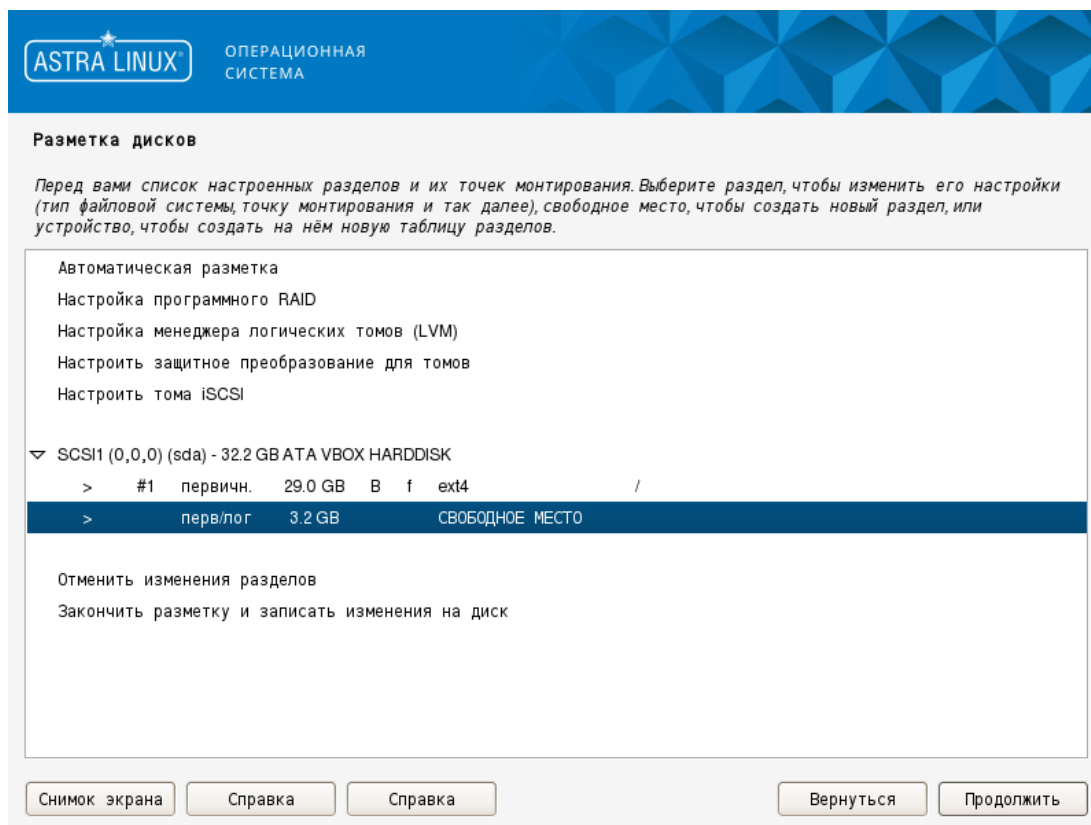 ASTRA LINUX®
ОПЕРАЦИОННАЯ
СИСТЕМА
Разметка дисков
Перед вами список настроенных разделов и их точек монтирования. Выберите раздел, чтобы изменить его настройки
(тип файловой системы, точку монтирования и так далее), свободное место, чтобы создать новый раздел, или
устройство, чтобы создать на нём новую таблицу разделов.
Автоматическая разметка
Настройка программного RAID
Настройка менеджера логических томов (LVM)
Настроить защитное преобразование для томов
Настроить тома iSCSI
SCSI1 (0,0,0) (sda) - 32.2 GB ATA VBOX HARDDISK
> #1 первичн. 29.0 GB B f ext4 /
> перв/лог 3.2 GB СВОБОДНОЕ МЕСТО
Отменить изменения разделов
Закончить разметку и записать изменения на диск
Снимок экрана Справка Справка Вернуться Продолжить